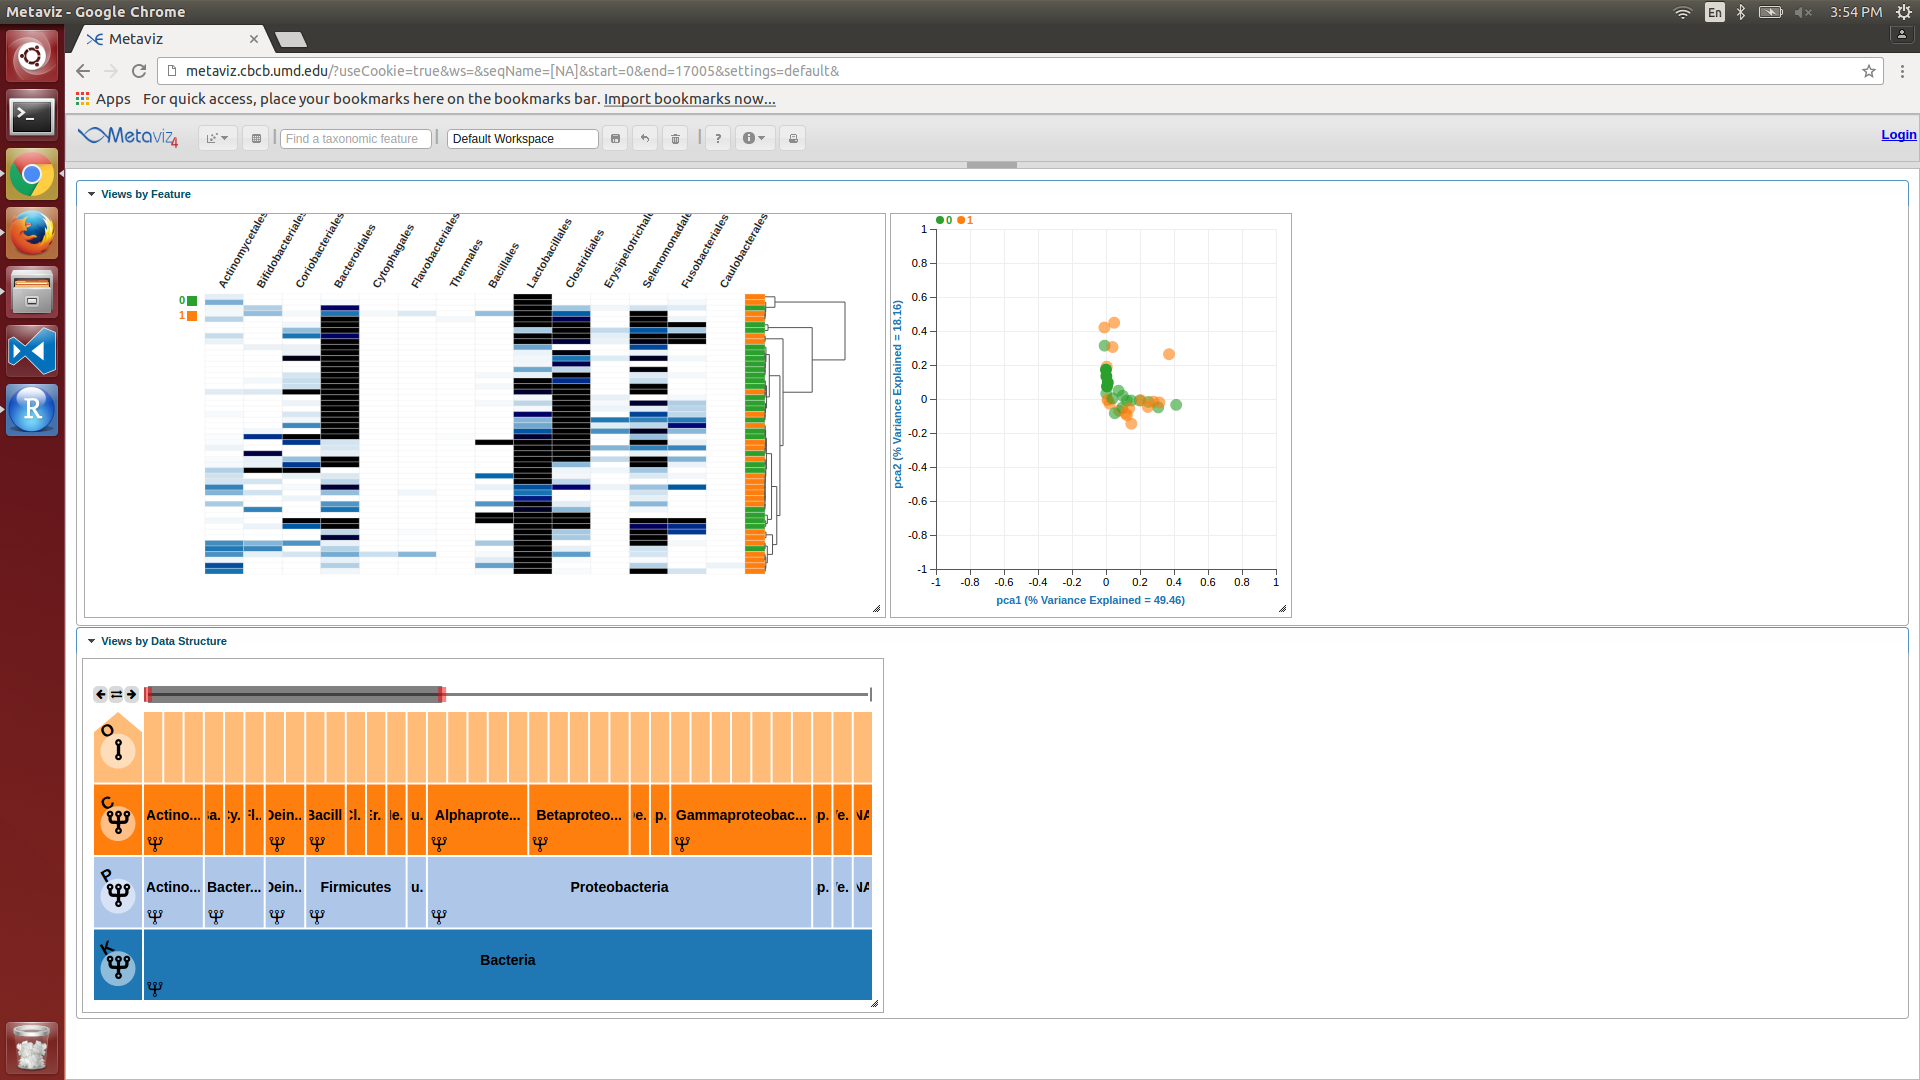 Metaviz - Google Chrome
En
3:54 PM
Metaviz
metaviz.cbcb.umd.edu/?useCookie=true&ws=&seqName=[NA]&start=0&end=17005&settings=default&
Apps For quick access, place your bookmarks here on the bookmarks bar. Import bookmarks now...
Metaviz 4
Find a taxonomic feature
Default Workspace
?
Login
Views by Feature
Actinomycetales
Bifidobacteriales
Coriobacteriales
Bacteroidales
Cytophagales
Flavobacteriales
Thermales
Bacillales
Lactobacillales
Clostridiales
Erysipelotrichale
Selenomonadale
Fusobacteriales
Caulobacterales
0
1
0 1
1
0.8
0.6
0.4
0.2
0
-0.2
-0.4
-0.6
-0.8
-1
pca2 (% Variance Explained = 18.16)
-1 -0.8 -0.6 -0.4 -0.2 0 0.2 0.4 0.6 0.8 1
pca1 (% Variance Explained = 49.46)
Views by Data Structure
O
C
Actino... Dein.. Bacill Alphaprote... Betaproteo... Gammaproteobac...
P
Actino... Bacter... Dein.. Firmicutes u. Proteobacteria p. NA
K
Bacteria